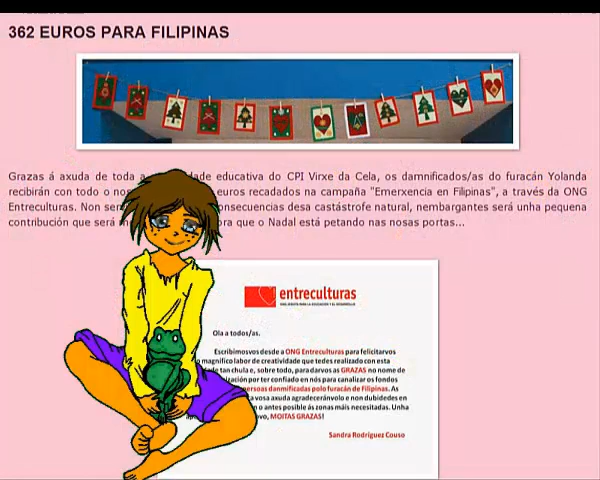 362 EUROS PARA FILIPINAS
Grazas á axuda de toda a dade educativa do CPI Virxe da Cela, os damnificados/as do furacán Yolanda
recibirán con todo o nos euros recadados na campaña "Emerxencia en Filipinas", a través da ONG
Entreculturas. Non ser onsecuencias desa castástrofe natural, nembargantes será unha pequena
contribución que será ora que o Nadal está petando nas nosas portas...
entreculturas
Ola a todos/as.
Escribímosvos desde a ONG Entreculturas para felicitarvos
magnífico labor de creatividade que tedes realizado con esta
tan chula e, sobre todo, para darvos as GRAZAS no nome de
ización por ter confiado en nós para canalizar os fondos
persoas danmificadas polo furacán de Filipinas. As
a vosa axuda agradeceránvolo e non dubidedes en
o antes posible ás zonas máis necesitadas. Unha
ovo, MOITAS GRAZAS!
Sandra Rodríguez Couso